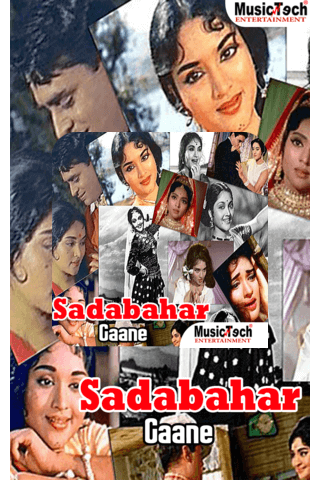 MusicTech
ENTERTAINMENT
Sadabahar
Gaane
MusicTech
ENTERTAINMENT
Sadabahar
Gaane